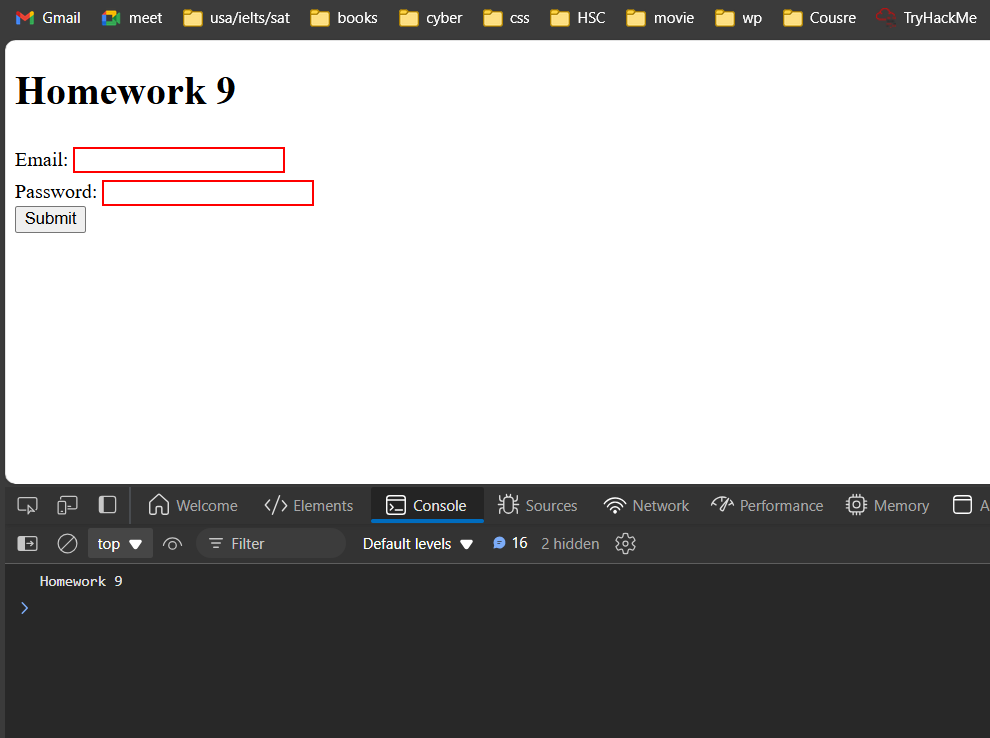 Gmail meet usa/ielts/sat books cyber css HSC movie wp Cousre TryHackMe
Homework 9
Email:
Password:
Submit
Welcome Elements Console Sources Network Performance Memory A
top Filter Default levels 16 2 hidden
Homework 9